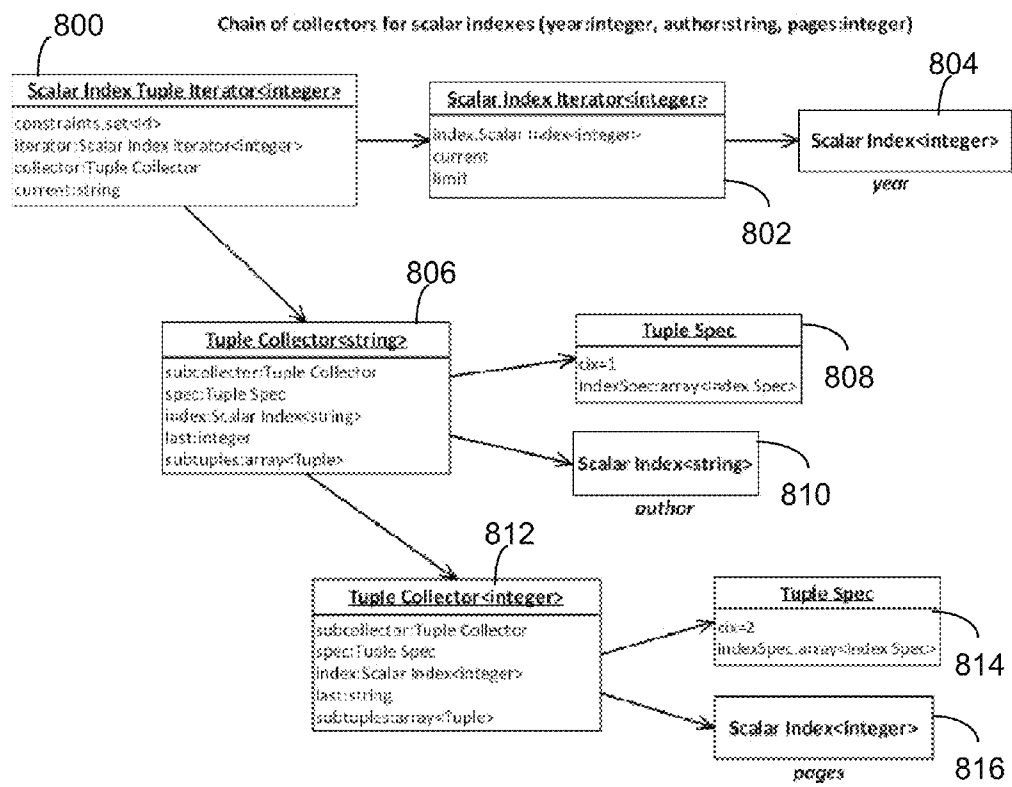 800
Chain of collectors for scalar indexes (year:integer, author:string, pages:integer)
Scalar Index Tuple Iterator<integer>
constraints.set<id>
iterator:Scalar Index Iterator<integer>
collector:Tuple Collector
current:string
Scalar Index Iterator<integer>
index.Scalar Index<integer>
current
limit
802
804
Scalar Index<integer>
year
806
Tuple Collector<string>
subcollector:Tuple Collector
spec:Tuple Spec
index:Scalar Index<string>
last:integer
subtuples:array<Tuple>
Tuple Spec
cix=1
indexSpec:array<Index Spec>
808
Scalar Index<string>
author
810
812
Tuple Collector<integer>
subcollector:Tuple Collector
spec:Tuple Spec
index:Scalar Index<integer>
last:string
subtuples:array<Tuple>
Tuple Spec
cix=2
indexSpec.array<Index Spec>
814
Scalar Index<integer>
pages
816